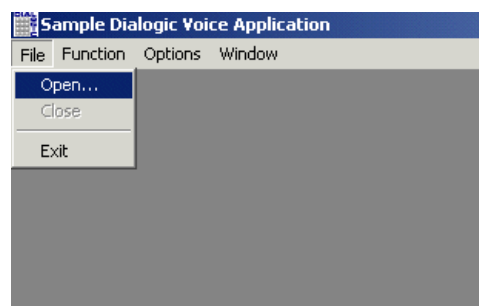 Sample Dialogic Voice Application
File Function Options Window
Open...
Close
Exit